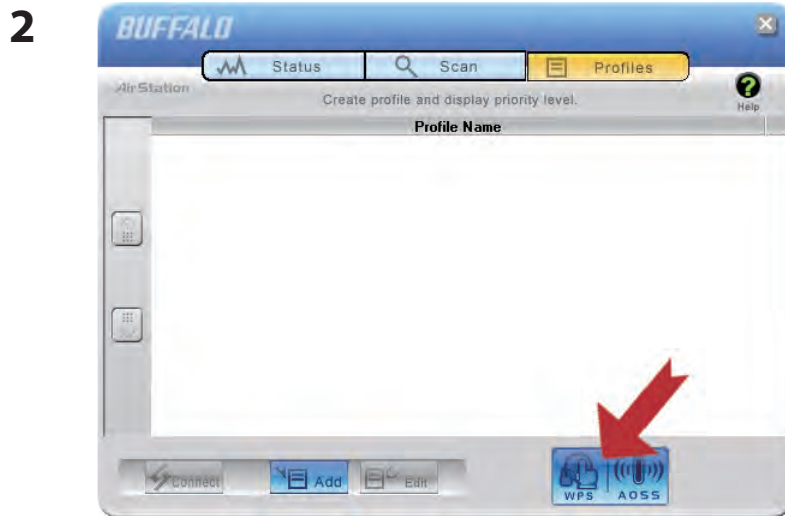 2
BUFFALO
Status
Scan
Profiles
AirStation
Create profile and display priority level.
Help
Profile Name
Connect
Add
Edit
WPS
AOSS